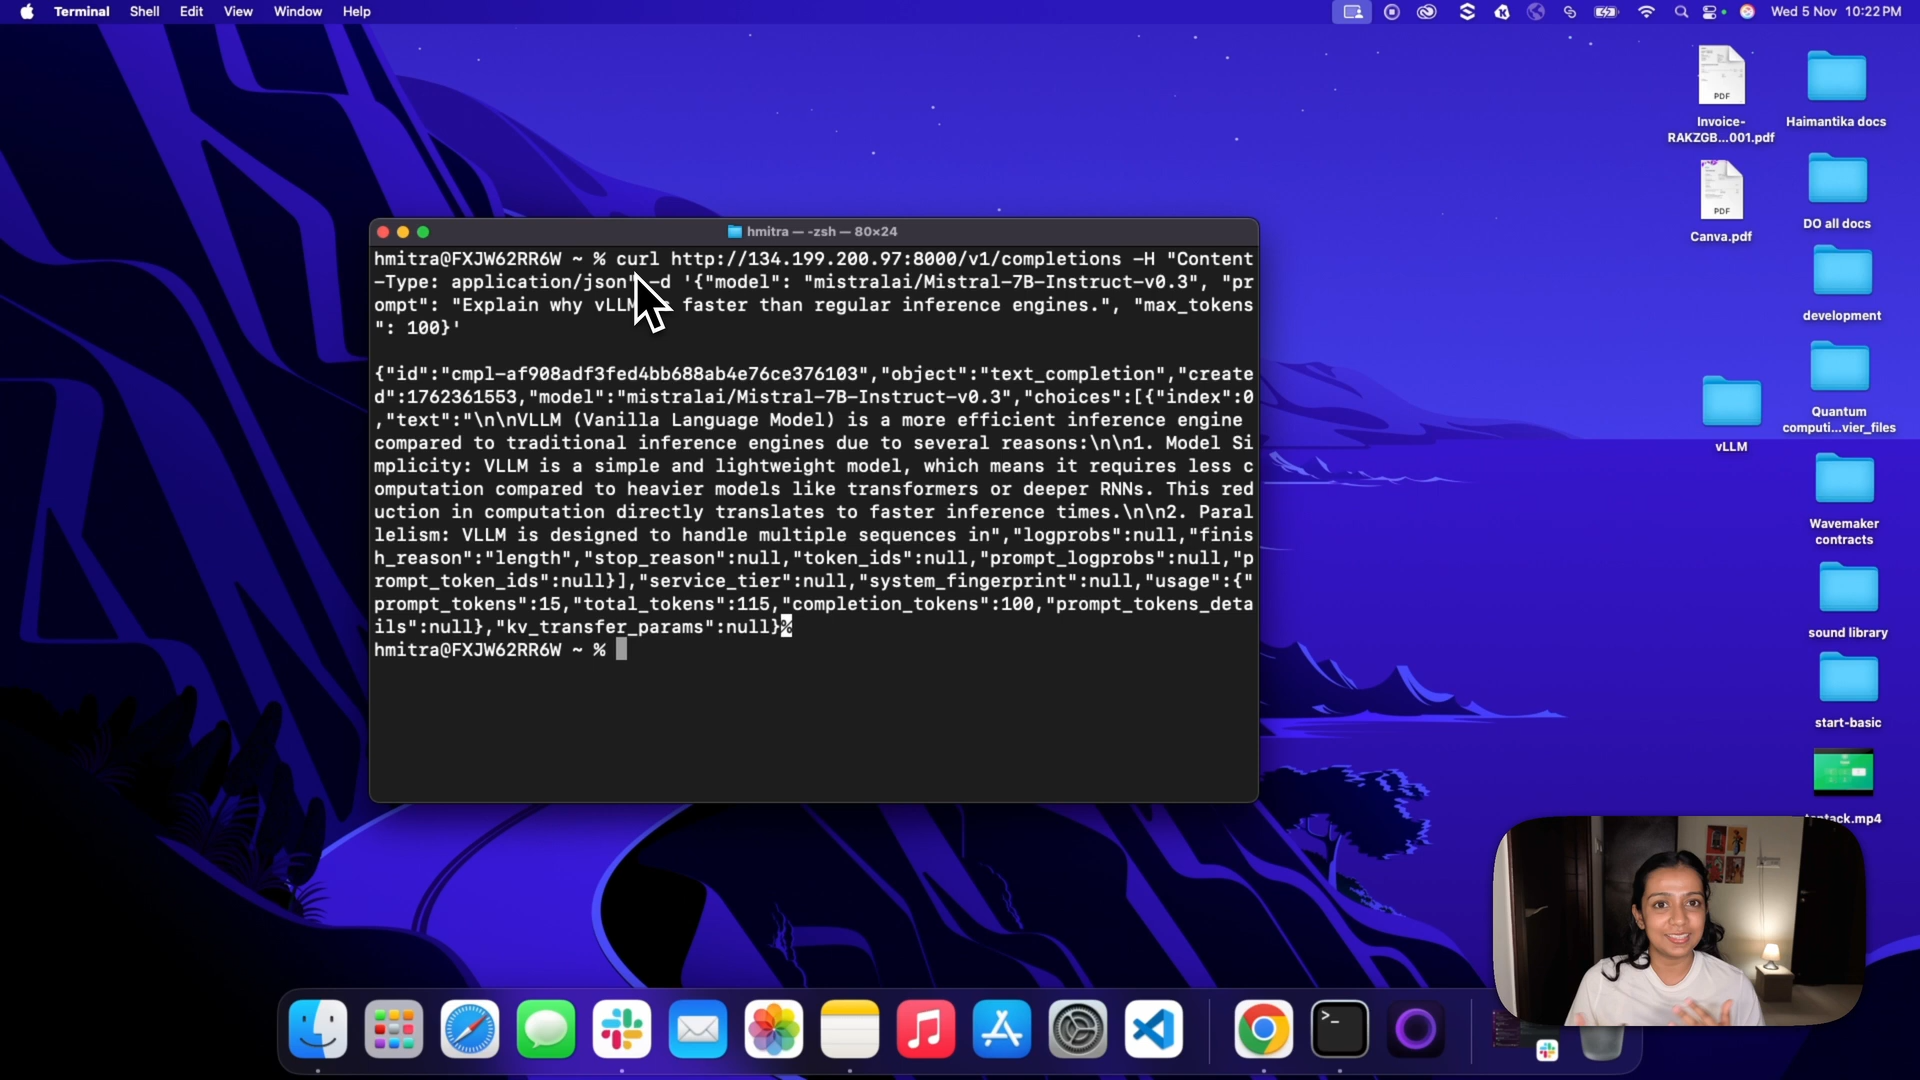 Terminal Shell Edit View Window Help
Wed 5 Nov 10:22 PM
PDF
Invoice-
RAKZGB...001.pdf
Haimantika docs
PDF
Canva.pdf
DO all docs
development
Quantum
computi...vier_files
vLLM
Wavemaker
contracts
sound library
start-basic
hmitra — -zsh — 80×24
hmitra@FXJW62RR6W ~ % curl http://134.199.200.97:8000/v1/completions -H "Content
-Type: application/json" -d '{"model": "mistralai/Mistral-7B-Instruct-v0.3", "pr
ompt": "Explain why vLLM faster than regular inference engines.", "max_tokens
": 100}'
{"id":"cmpl-af908adf3fed4bb688ab4e76ce376103","object":"text_completion","create
d":1762361553,"model":"mistralai/Mistral-7B-Instruct-v0.3","choices":[{"index":0
,"text":"\n\nVLLM (Vanilla Language Model) is a more efficient inference engine
compared to traditional inference engines due to several reasons:\n\n1. Model Si
mplicity: VLLM is a simple and lightweight model, which means it requires less c
omputation compared to heavier models like transformers or deeper RNNs. This red
uction in computation directly translates to faster inference times.\n\n2. Paral
lelism: VLLM is designed to handle multiple sequences in","logprobs":null,"finis
h_reason":"length","stop_reason":null,"token_ids":null,"prompt_logprobs":null,"p
rompt_token_ids":null}],"service_tier":null,"system_fingerprint":null,"usage":{"
prompt_tokens":15,"total_tokens":115,"completion_tokens":100,"prompt_tokens_deta
ils":null},"kv_transfer_params":null}%
hmitra@FXJW62RR6W ~ %